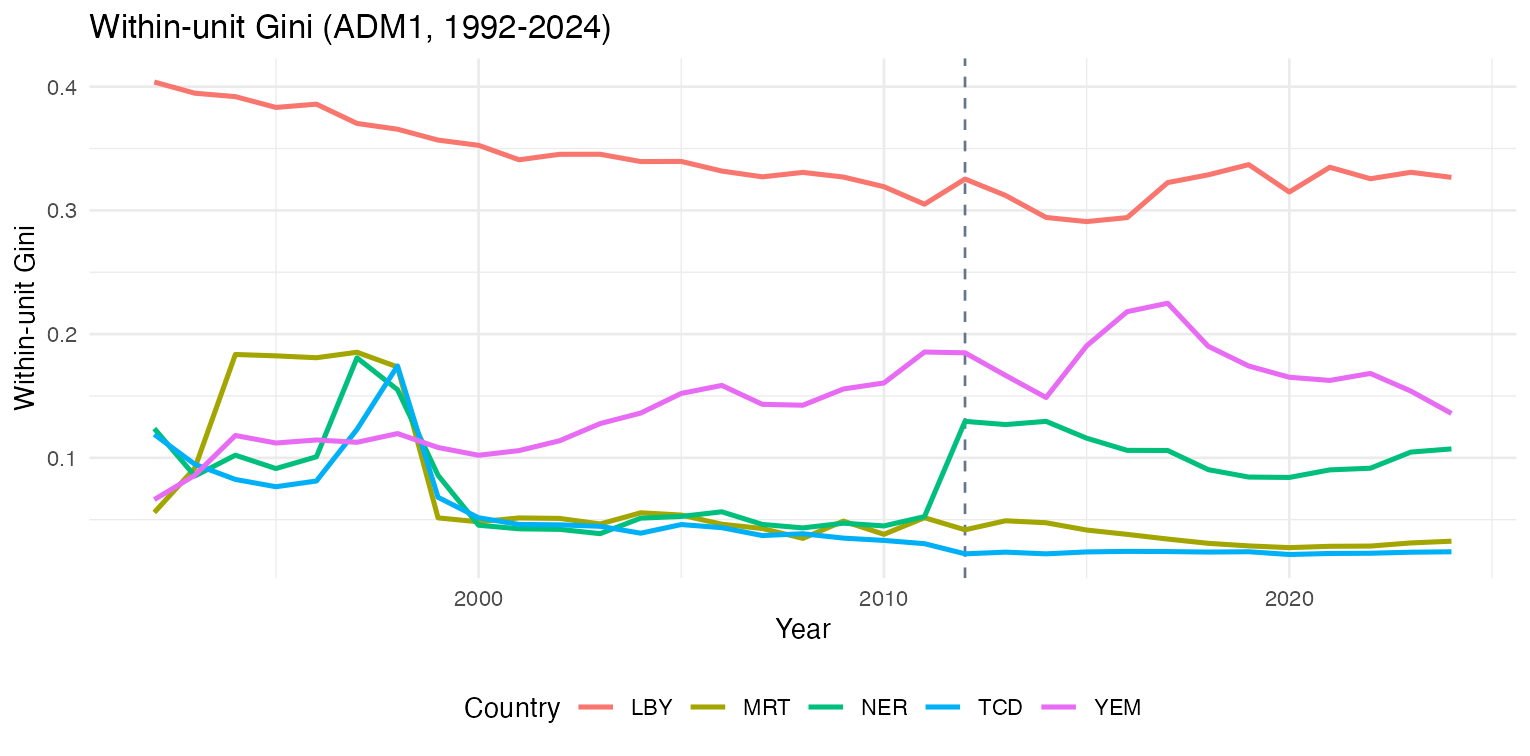 Within-unit Gini (ADM1, 1992-2024)
Within-unit Gini
0.4
0.3
0.2
0.1
2000 2010 2020
Year
Country LBY MRT NER TCD YEM